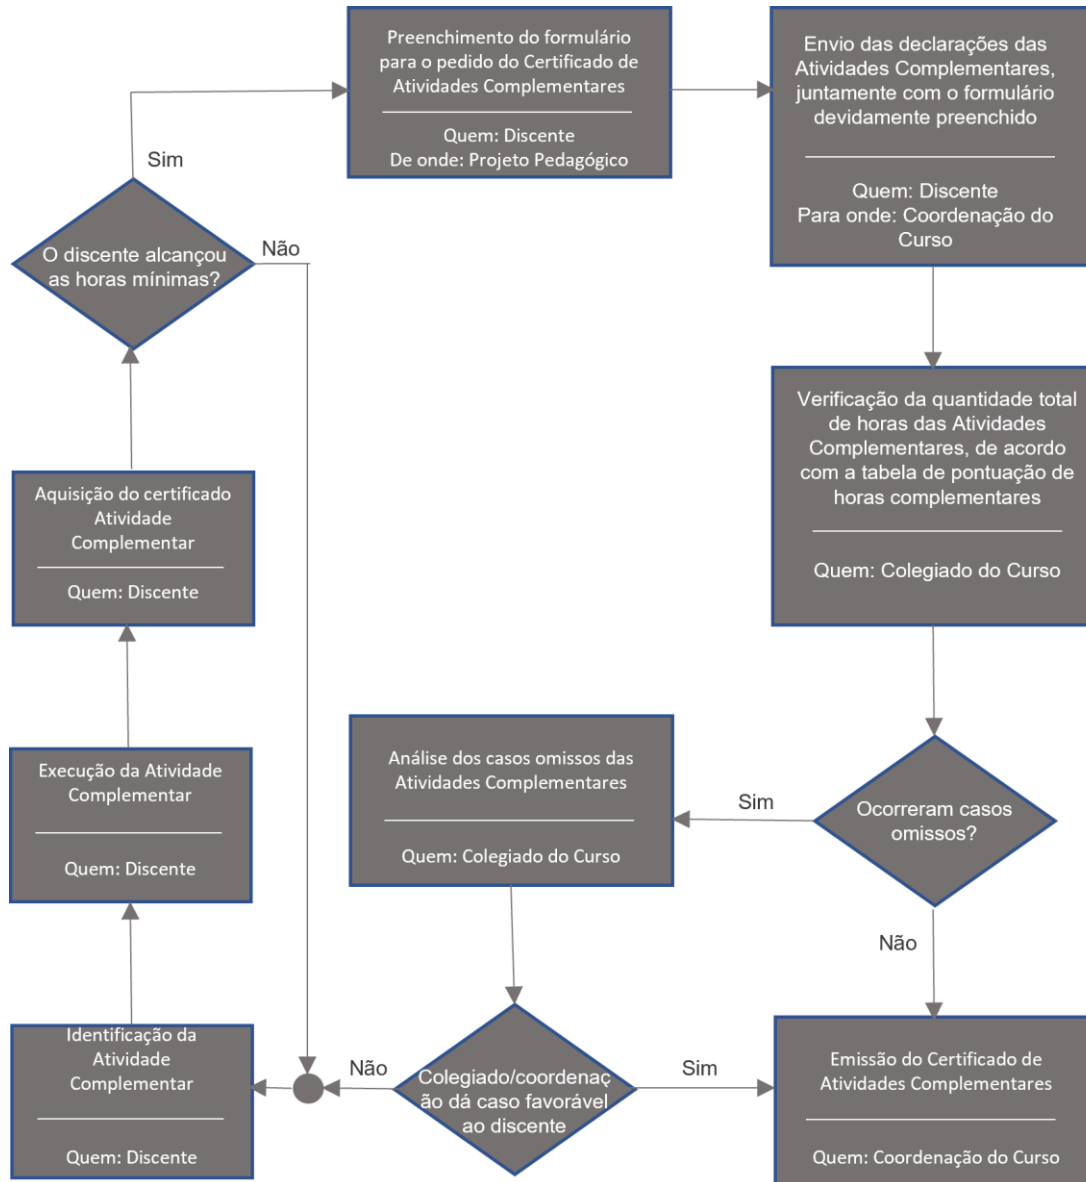 Preenchimento do formulário
para o pedido do Certificado de
Atividades Complementares
Quem: Discente
De onde: Projeto Pedagógico
Envio das declarações das
Atividades Complementares,
juntamente com o formulário
devidamente preenchido
Quem: Discente
Para onde: Coordenação do
Curso
Sim
O discente alcançou
as horas mínimas?
Não
Verificação da quantidade total
de horas das Atividades
Complementares, de acordo
com a tabela de pontuação de
horas complementares
Quem: Colegiado do Curso
Aquisição do certificado
Atividade
Complementar
Quem: Discente
Execução da Atividade
Complementar
Quem: Discente
Análise dos casos omissos das
Atividades Complementares
Quem: Colegiado do Curso
Sim
Ocorreram casos
omissos?
Não
Identificação da
Atividade
Complementar
Quem: Discente
Não
Colegiado/coordenaç
ão dá caso favorável
ao discente
Sim
Emissão do Certificado de
Atividades Complementares
Quem: Coordenação do Curso